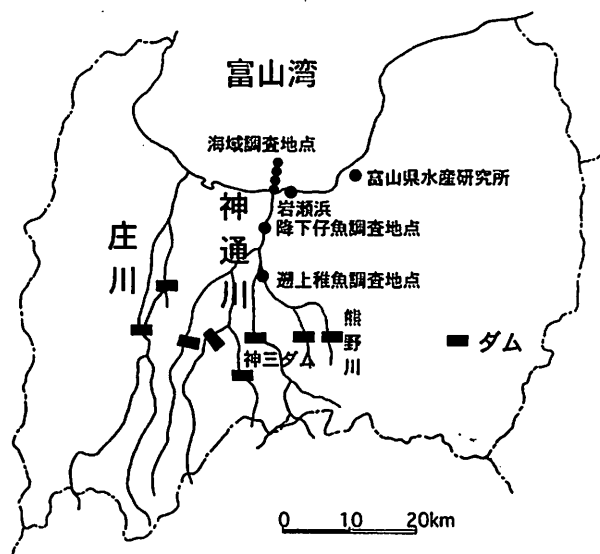 富山湾
海域調査地点
富山県水産研究所
岩瀬浜
降下仔魚調査地点
神通川
庄川
遡上稚魚調査地点
熊野川
神三ダム
ダム
0 10 20km